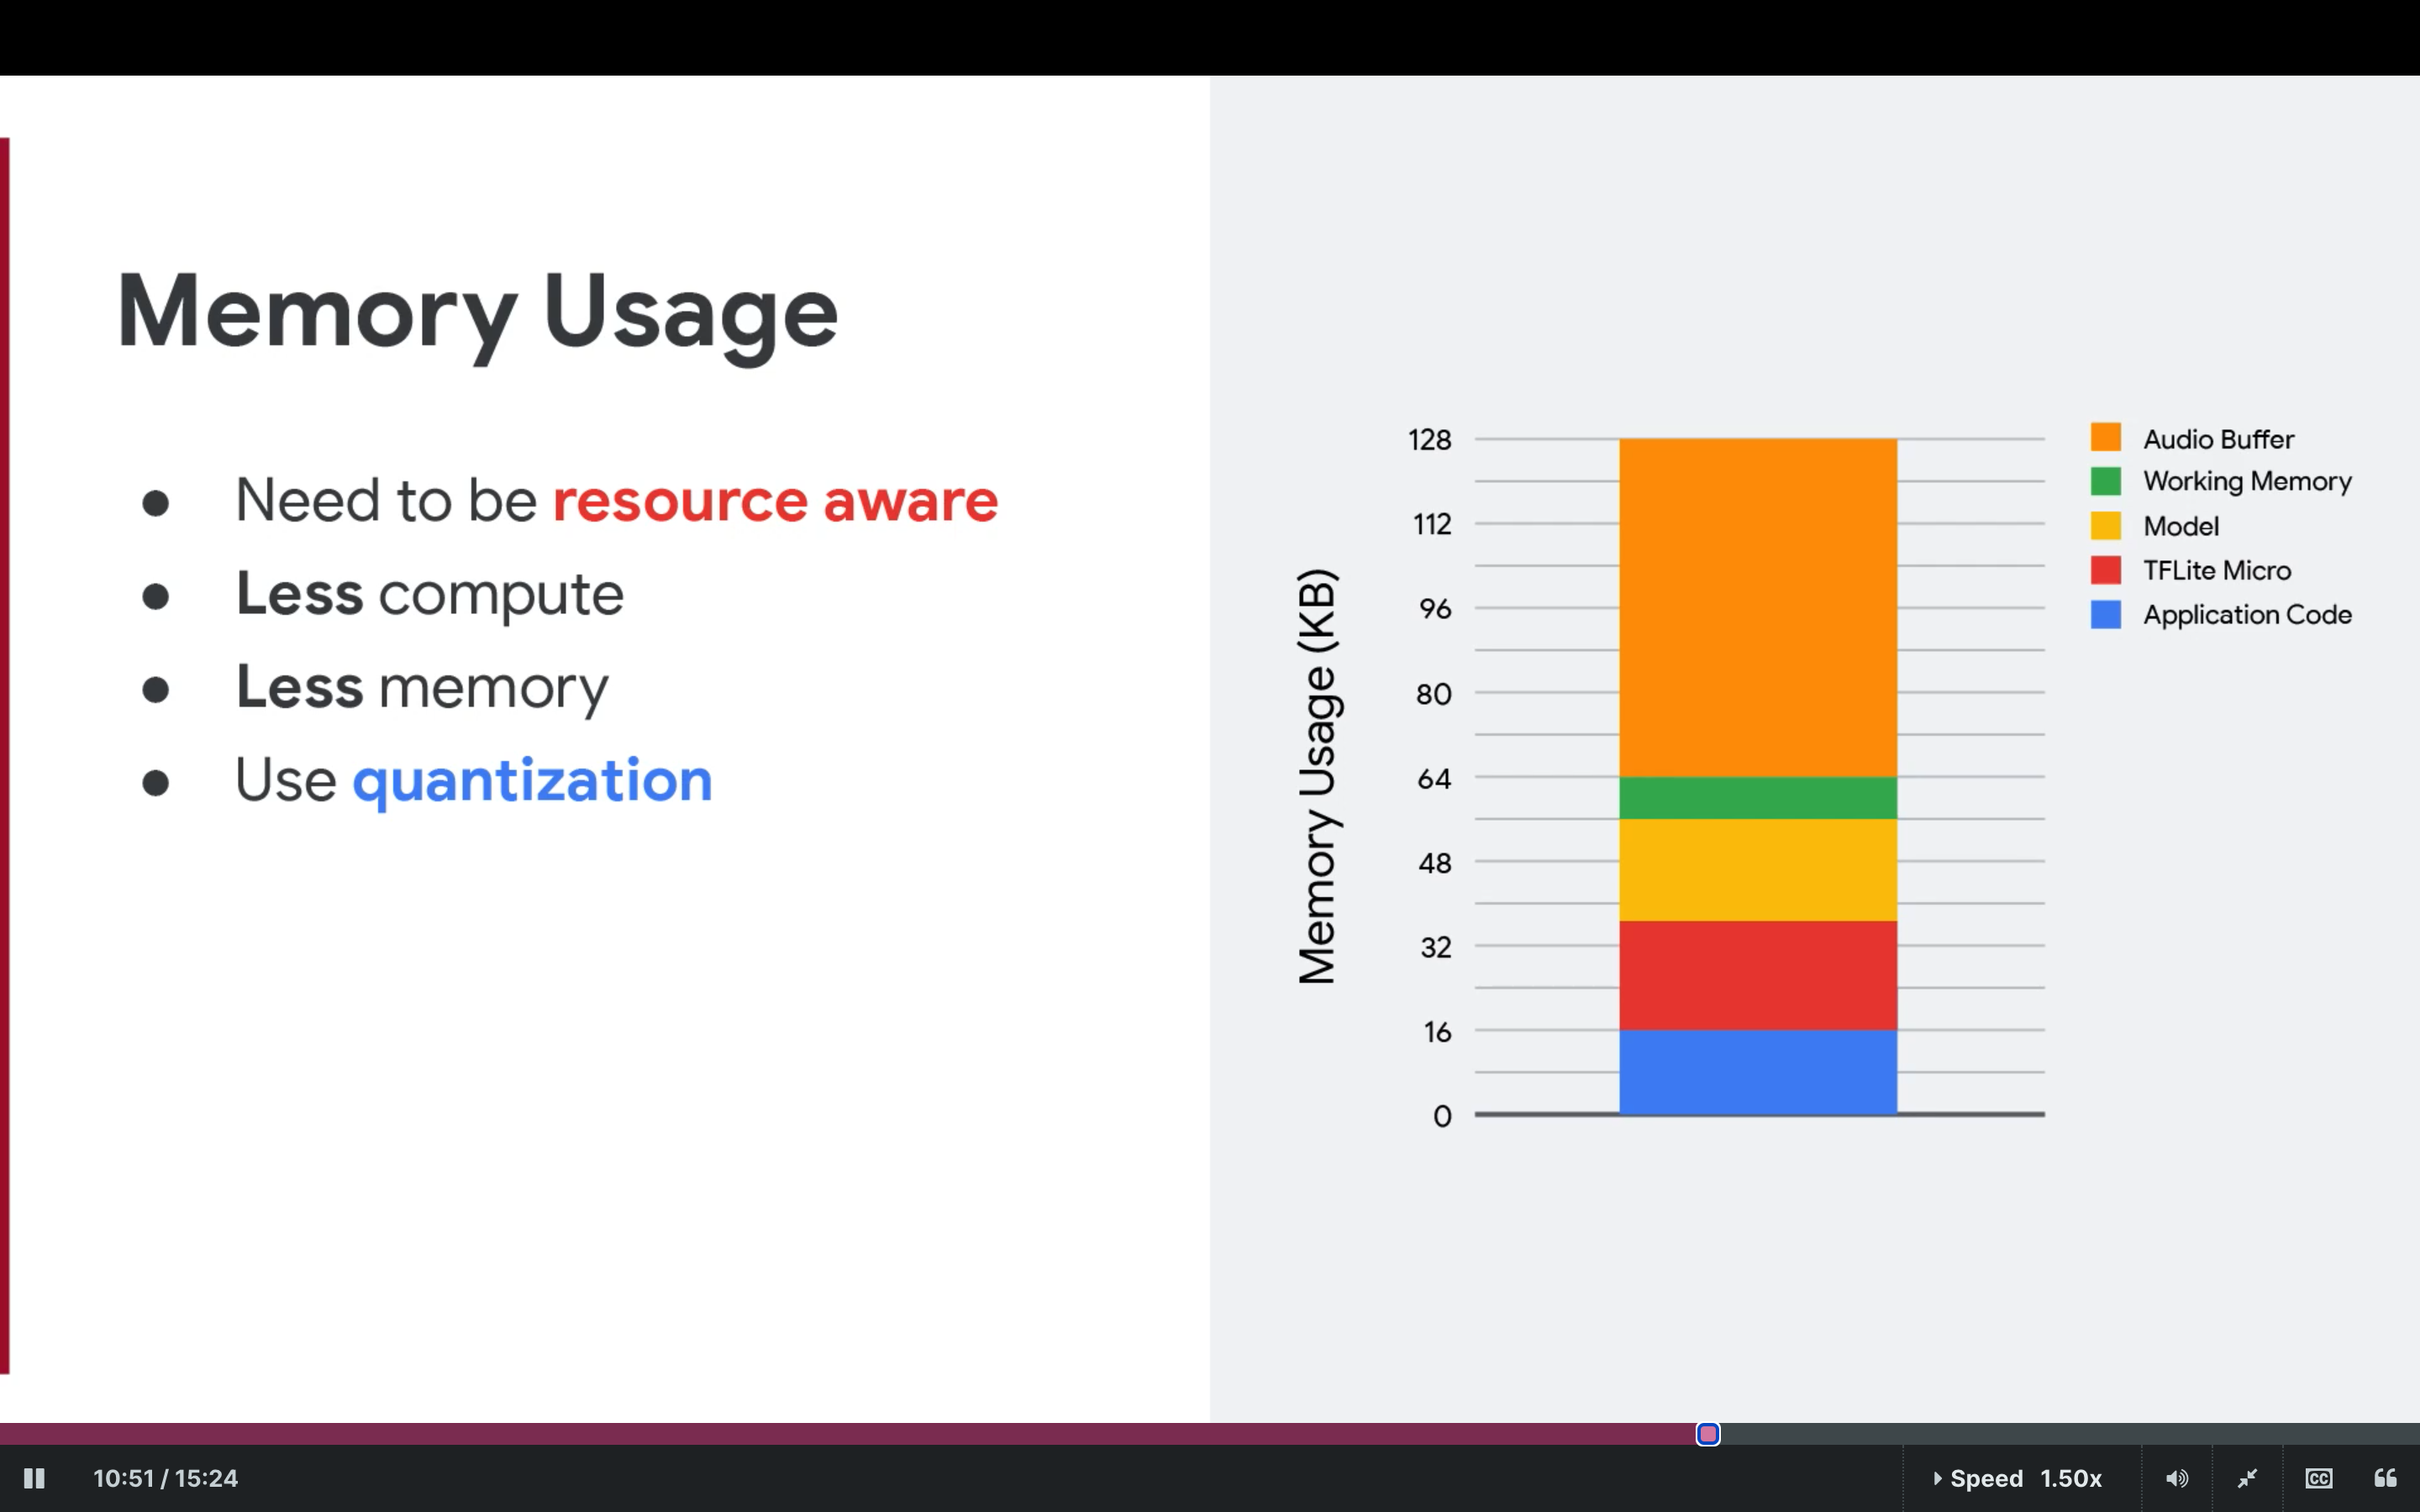 Memory Usage
● Need to be resource aware
● Less compute
● Less memory
● Use quantization
Memory Usage (KB)
128
112
96
80
64
48
32
16
0
Audio Buffer
Working Memory
Model
TFLite Micro
Application Code
10:51 / 15:24
Speed 1.50x
CC